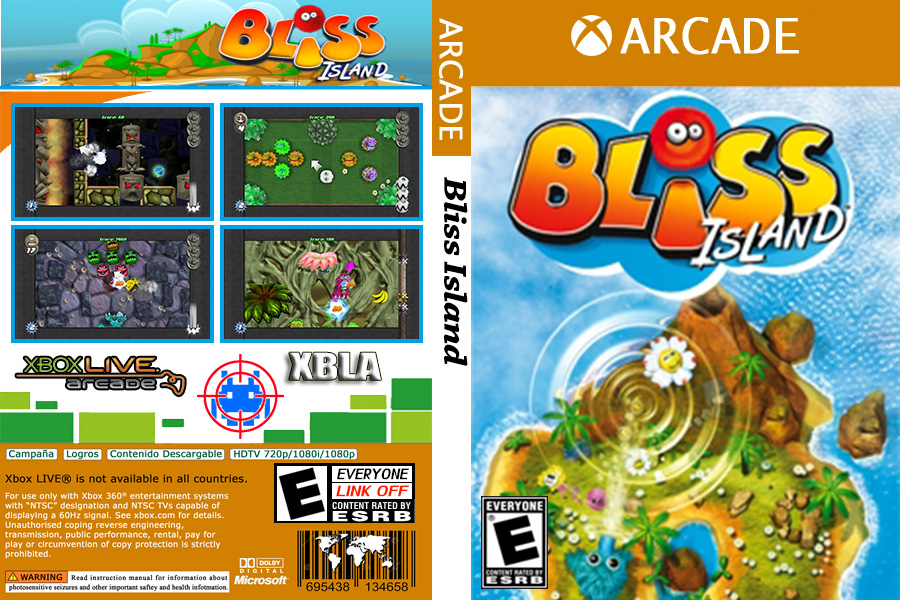 BLISS
ISLAND
XBOX LIVE.
arcade
XBLA
Campaña
Logros
Contenido Descargable
HDTV 720p/1080i/1080p
Xbox LIVE® is not available in all countries.
For use only with Xbox 360® entertainment systems
with "NTSC" designation and NTSC TVs capable of
displaying a 60Hz signal. See xbox.com for details.
Unauthorised coping reverse engineering,
transmission, public performance, rental, pay for
play or circumvention of copy protection is strictly
prohibited.
WARNING Read instruction manual for information about
photosensitive seizures and other important saftey and health infotmation.
E
EVERYONE
LINK OFF
CONTENT RATED BY
ESRB
DOLBY
DIGITAL
Microsoft®
695438 134658
ARCADE
Bliss Island
ARCADE
BLISS
ISLAND
EVERYONE
E
CONTENT RATED BY
ESRB